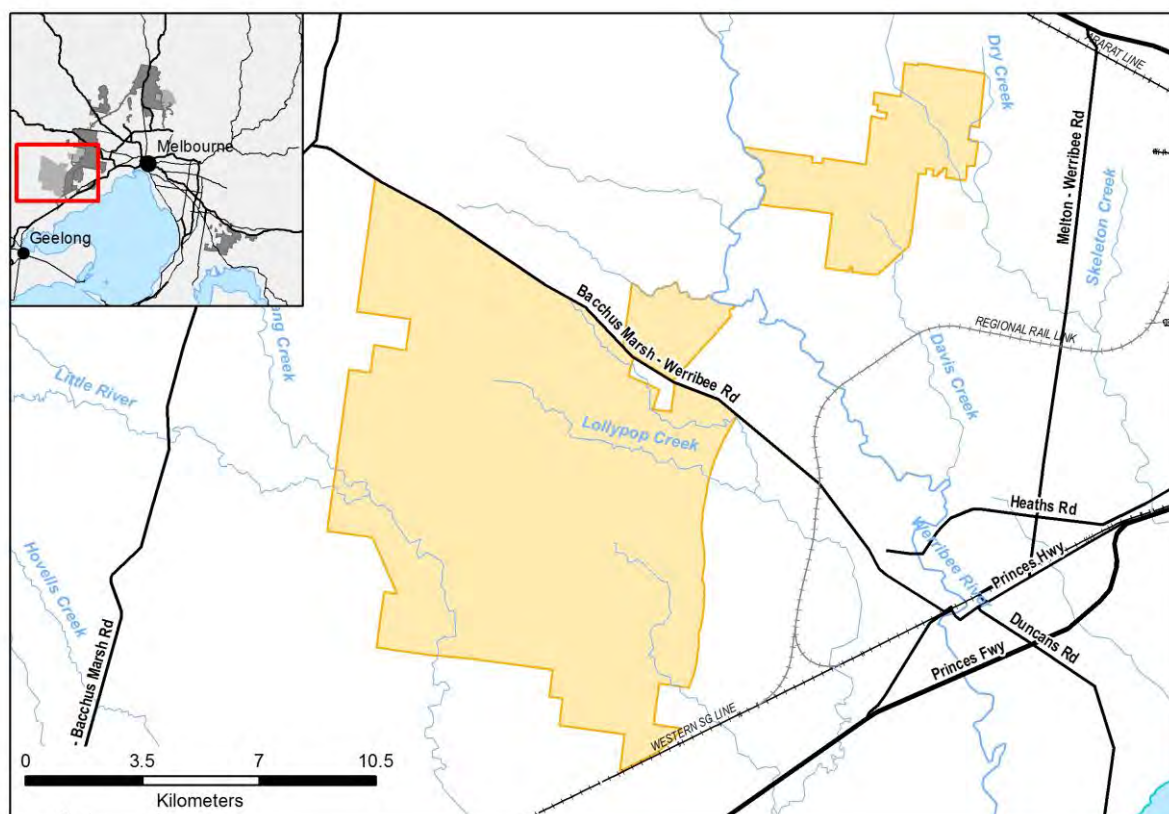 Melbourne
Geelong
Dry Creek
ARARAT LINE
Melton - Werribee Rd
Skeleton Creek
Bacchus Marsh - Werribee Rd
REGIONAL RAIL LINK
Little River
ang Creek
Davis Creek
Lollypop Creek
Heaths Rd
Hovells Creek
Werribee River
Princes Hwy
Duncans Rd
Princes Fwy
- Bacchus Marsh Rd
WESTERN SG LINE
0 3.5 7 10.5
Kilometers